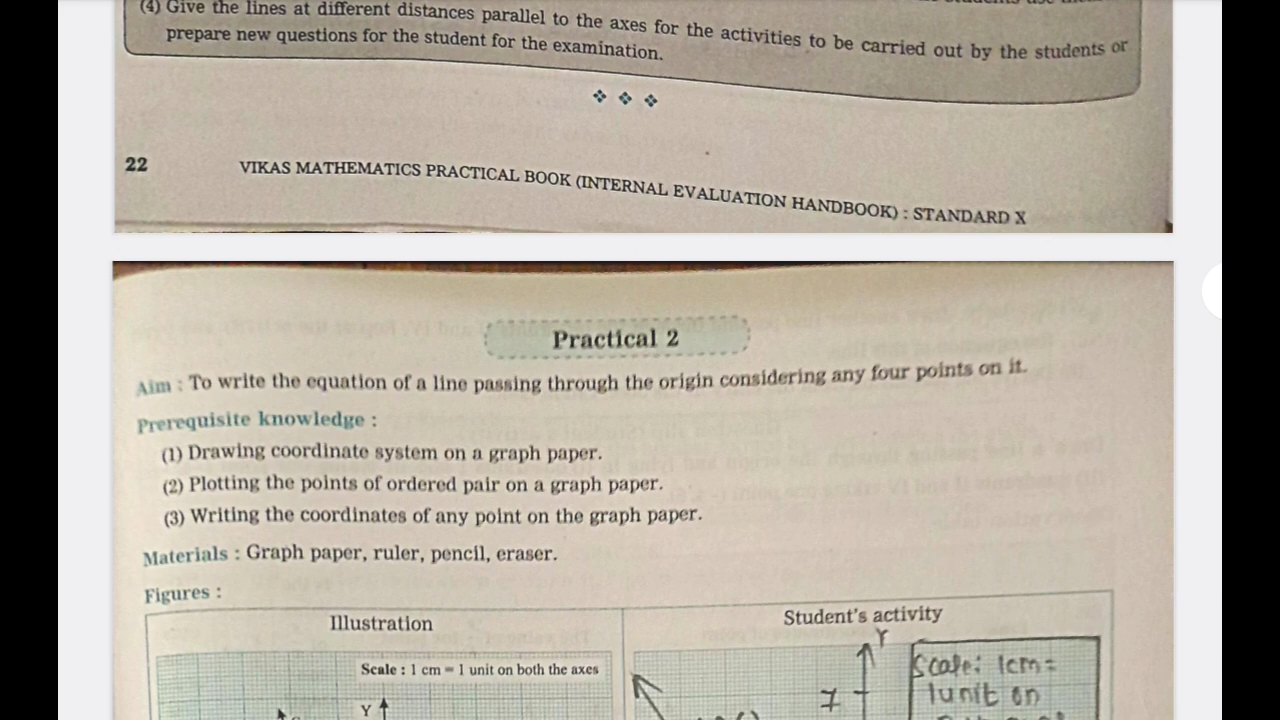 (4) Give the lines at different distances parallel to the axes for the activities to be carried out by the students or
prepare new questions for the student for the examination.
22
VIKAS MATHEMATICS PRACTICAL BOOK (INTERNAL EVALUATION HANDBOOK) : STANDARD X
Practical 2
Aim : To write the equation of a line passing through the origin considering any four points on it.
Prerequisite knowledge :
(1) Drawing coordinate system on a graph paper.
(2) Plotting the points of ordered pair on a graph paper.
(3) Writing the coordinates of any point on the graph paper.
Materials : Graph paper, ruler, pencil, eraser.
Figures :
Illustration
Scale : 1 cm = 1 unit on both the axes
Y
Student's activity
Y
7
Scale: 1cm=
1unit on